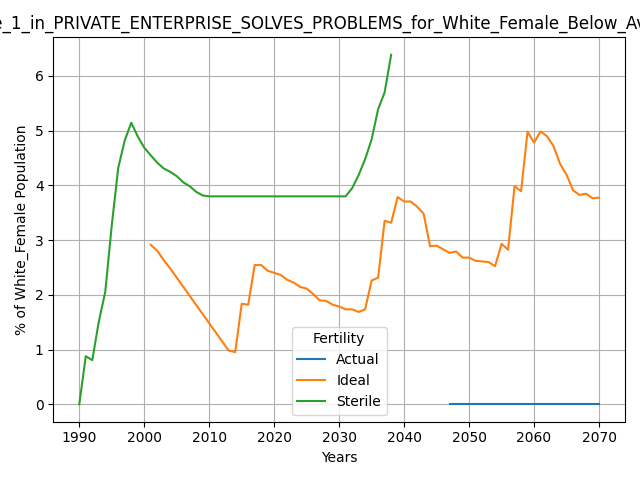 _1_in_PRIVATE_ENTERPRISE_SOLVES_PROBLEMS_for_White_Female_Below_Av
% of White_Female Population
6
5
4
3
2
1
0
Fertility
Actual
Ideal
Sterile
1990 2000 2010 2020 2030 2040 2050 2060 2070
Years